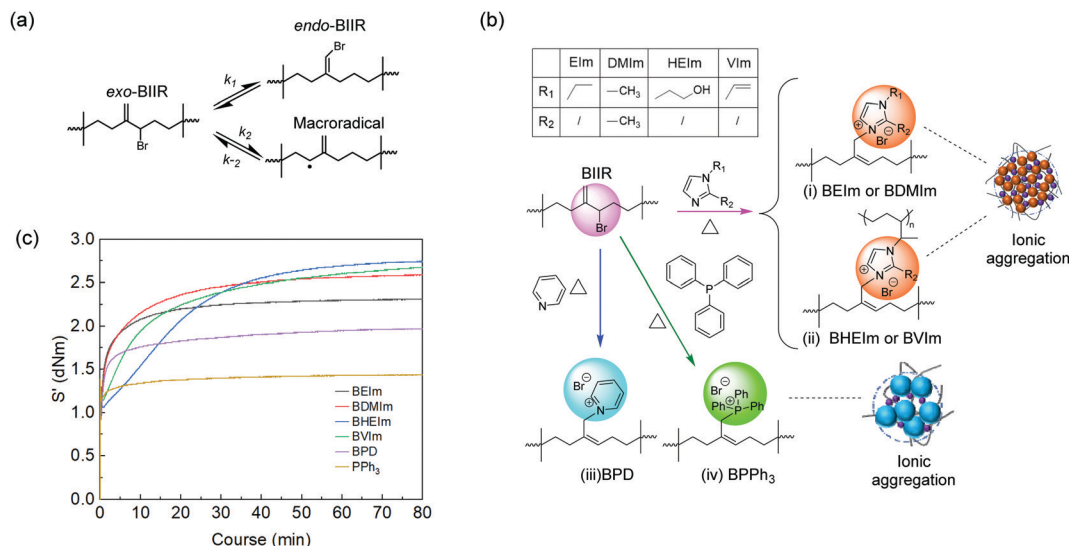 (a)
endo-BIIR
Br
exo-BIIR
k1
Br
k2
k-2
Macroradical
(b)
EIm DMIm HEIm VIm
R1 —CH3 OH
R2 / —CH3 / /
BIIR
Br
N R1
N R2
△
N △
P
△
R1
N
N R2
+
Br −
(i) BEIm or BDMIm
n
N
N R2
+
Br −
(ii) BHEIm or BVIm
Ionic
aggregation
Br −
+
N
(iii)BPD
Br −
Ph
Ph P Ph
+
(iv) BPPh3
Ionic
aggregation
(c)
S' (dNm)
3.0
2.5
2.0
1.5
1.0
0.5
0.0
BEIm
BDMIm
BHEIm
BVIm
BPD
PPh3
0 10 20 30 40 50 60 70 80
Course (min)